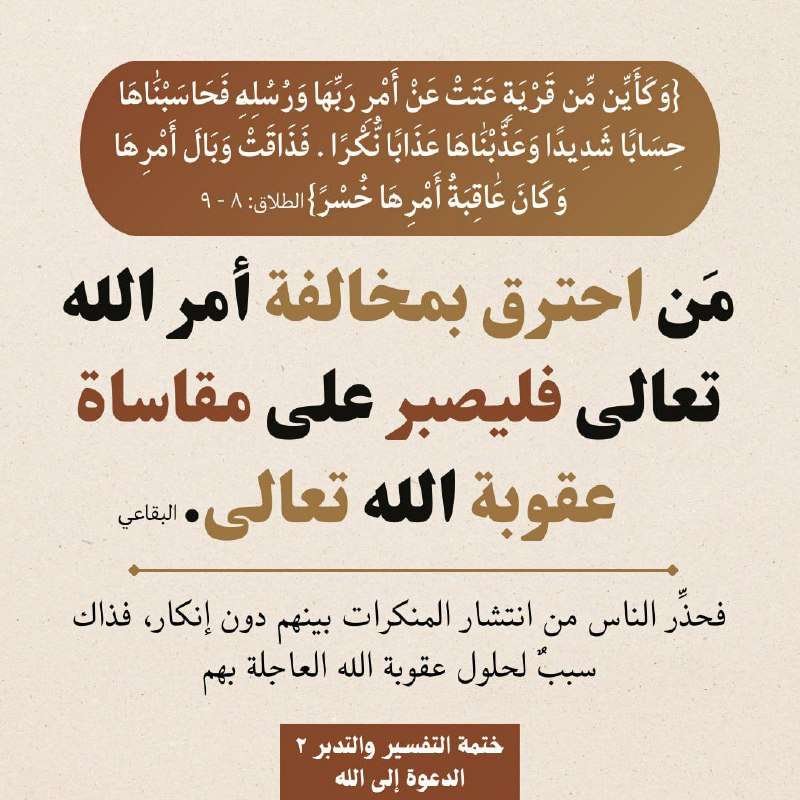 {وَكَأَيِّن مِّن قَرْيَةٍ عَتَتْ عَنْ أَمْرِ رَبِّهَا وَرُسُلِهِ فَحَاسَبْنَٰاهَا
حِسَابًا شَدِيدًا وَعَذَّبْنَٰاهَا عَذَابًا نُّكْرًا . فَذَاقَتْ وَبَالَ أَمْرِهَا
وَكَانَ عَٰاقِبَةُ أَمْرِهَا خُسْرًا} الطلاق: ٨ - ٩
مَن احترق بمخالفة أمر الله
تعالى فليصبر على مقاساة
عقوبة الله تعالى. البقاعي
فحذِّر الناس من انتشار المنكرات بينهم دون إنكار، فذاك
سببٌ لحلول عقوبة الله العاجلة بهم
ختمة التفسير والتدبر ٢
الدعوة إلى الله